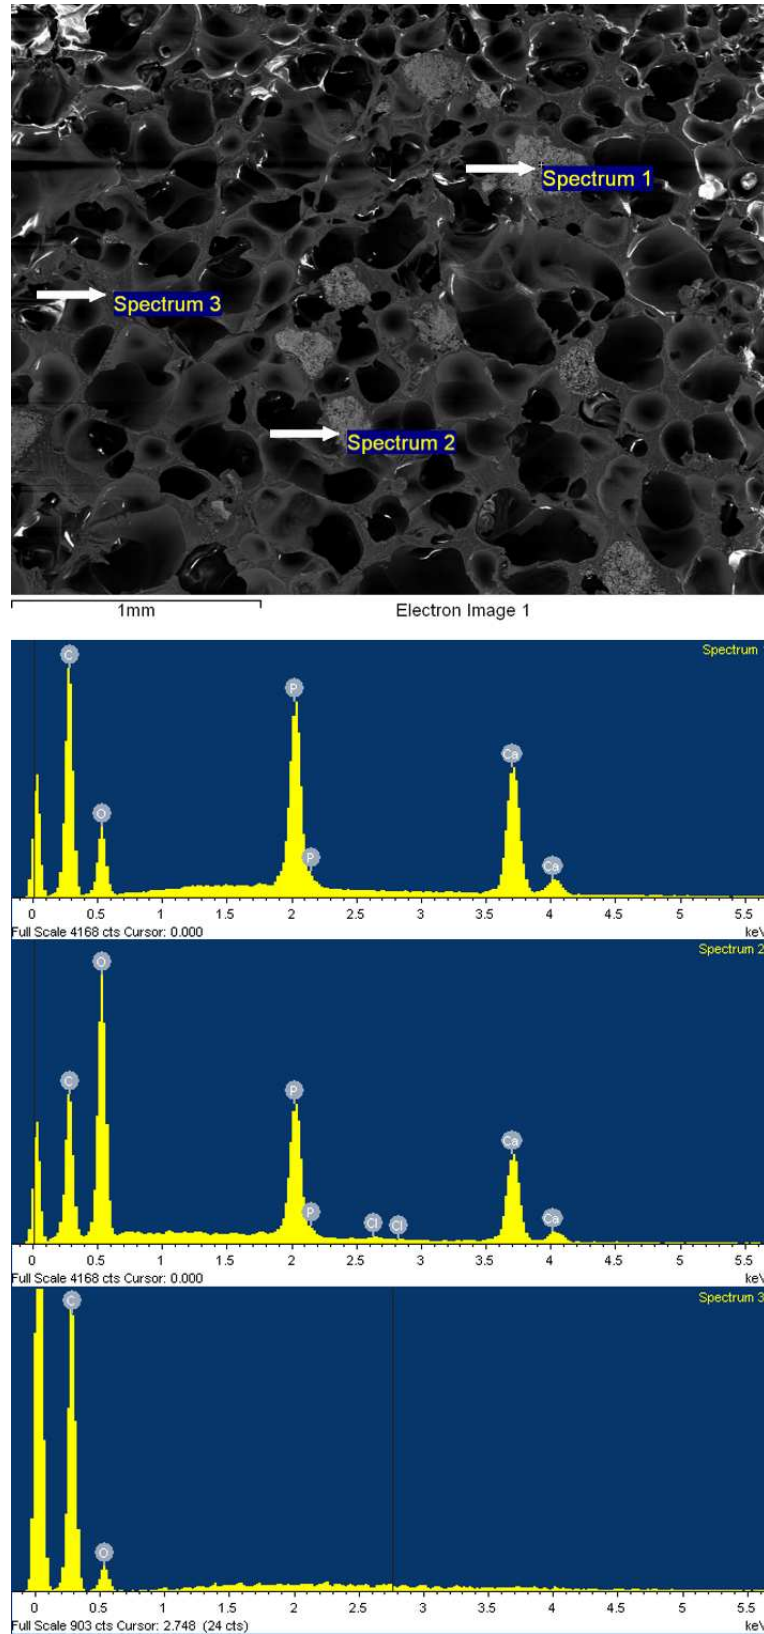 Spectrum 1
Spectrum 3
Spectrum 2
1mm Electron Image 1
Spectrum 1
C P O P Ca Ca
0 0.5 1 1.5 2 2.5 3 3.5 4 4.5 5 5.5
Full Scale 4168 cts Cursor: 0.000 keV
Spectrum 2
O C P P Cl Cl Ca Ca
0 0.5 1 1.5 2 2.5 3 3.5 4 4.5 5 5.5
Full Scale 4168 cts Cursor: 0.000 keV
Spectrum 3
C O
0 0.5 1 1.5 2 2.5 3 3.5 4 4.5 5 5.5
Full Scale 903 cts Cursor: 2.748 (24 cts) keV